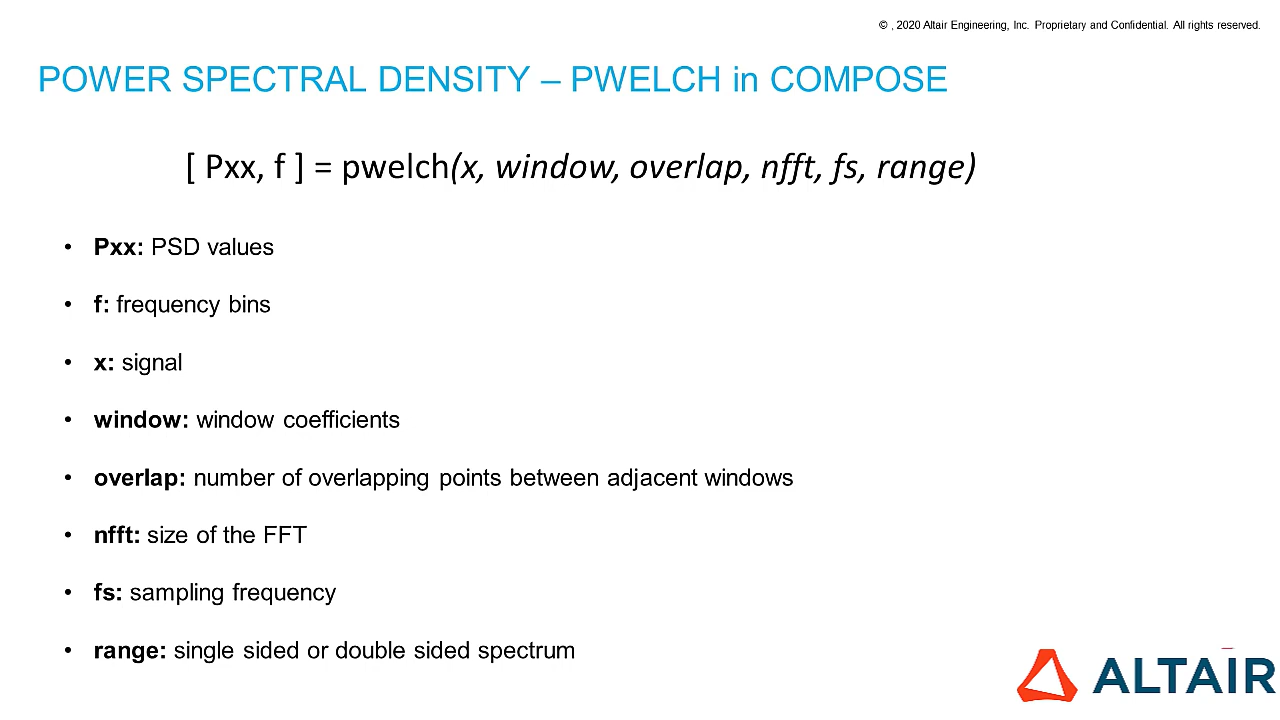 © , 2020 Altair Engineering, Inc. Proprietary and Confidential. All rights reserved.
POWER SPECTRAL DENSITY – PWELCH in COMPOSE
[ Pxx, f ] = pwelch(x, window, overlap, nfft, fs, range)
• Pxx: PSD values
• f: frequency bins
• x: signal
• window: window coefficients
• overlap: number of overlapping points between adjacent windows
• nfft: size of the FFT
• fs: sampling frequency
• range: single sided or double sided spectrum
ALTAIR